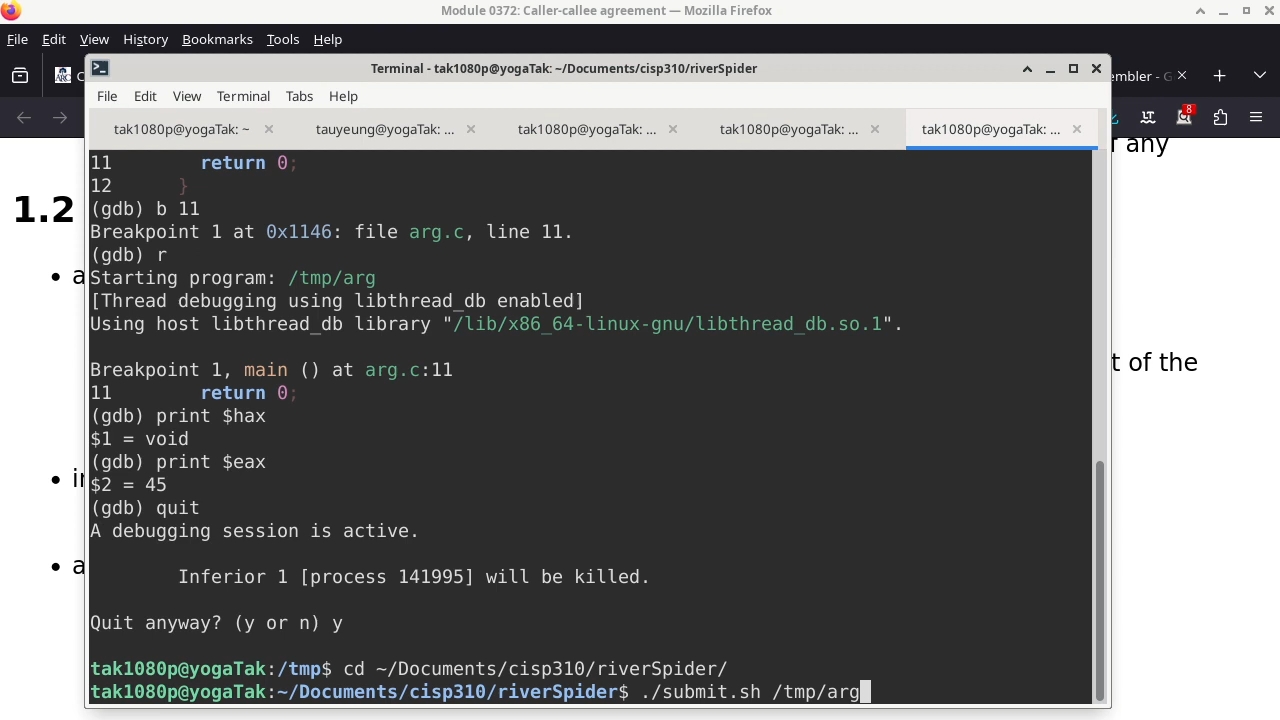 Module 0372: Caller-callee agreement — Mozilla Firefox
File Edit View History Bookmarks Tools Help
Terminal - tak1080p@yogaTak: ~/Documents/cisp310/riverSpider
File Edit View Terminal Tabs Help
tak1080p@yogaTak: ~ tauyeung@yogaTak: ... tak1080p@yogaTak: ... tak1080p@yogaTak: ... tak1080p@yogaTak: ...
11        return 0;
12      }
(gdb) b 11
Breakpoint 1 at 0x1146: file arg.c, line 11.
(gdb) r
Starting program: /tmp/arg
[Thread debugging using libthread_db enabled]
Using host libthread_db library "/lib/x86_64-linux-gnu/libthread_db.so.1".
Breakpoint 1, main () at arg.c:11
11        return 0;
(gdb) print $hax
$1 = void
(gdb) print $eax
$2 = 45
(gdb) quit
A debugging session is active.
        Inferior 1 [process 141995] will be killed.
Quit anyway? (y or n) y
tak1080p@yogaTak:/tmp$ cd ~/Documents/cisp310/riverSpider/
tak1080p@yogaTak:~/Documents/cisp310/riverSpider$ ./submit.sh /tmp/arg
embler - G
8
any
1.2
t of the